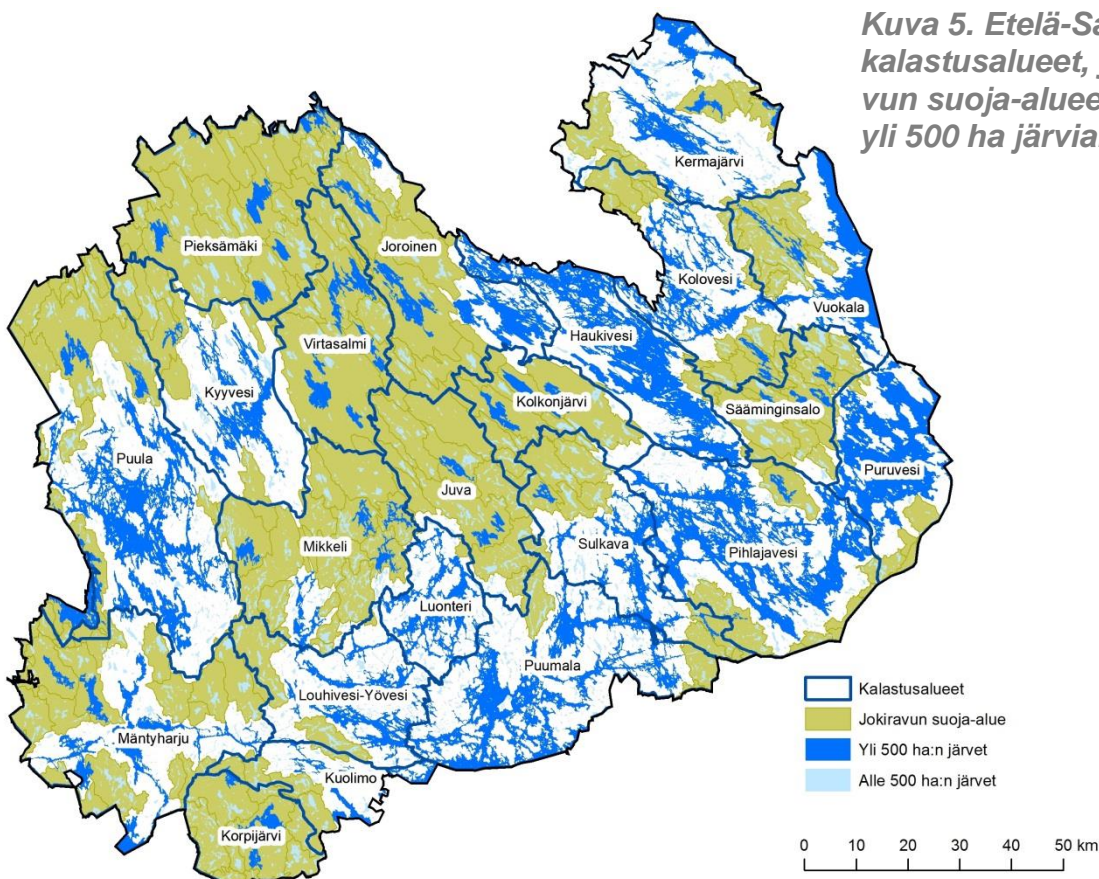 Kuva 5. Etelä-Sa
kalastusalueet, j
vun suoja-alueet
yli 500 ha järvia
Kermajärvi
Pieksämäki
Joroinen
Kolovesi
Vuokala
Haukivesi
Virtasalmi
Kyyvesi
Kolkonjärvi
Sääminginsalo
Puula
Puruvesi
Juva
Mikkeli
Sulkava
Pihlajavesi
Luonteri
Puumala
Louhivesi-Yövesi
Mäntyharju
Kuolimo
Korpijärvi
Kalastusalueet
Jokiravun suoja-alue
Yli 500 ha:n järvet
Alle 500 ha:n järvet
0 10 20 30 40 50 km